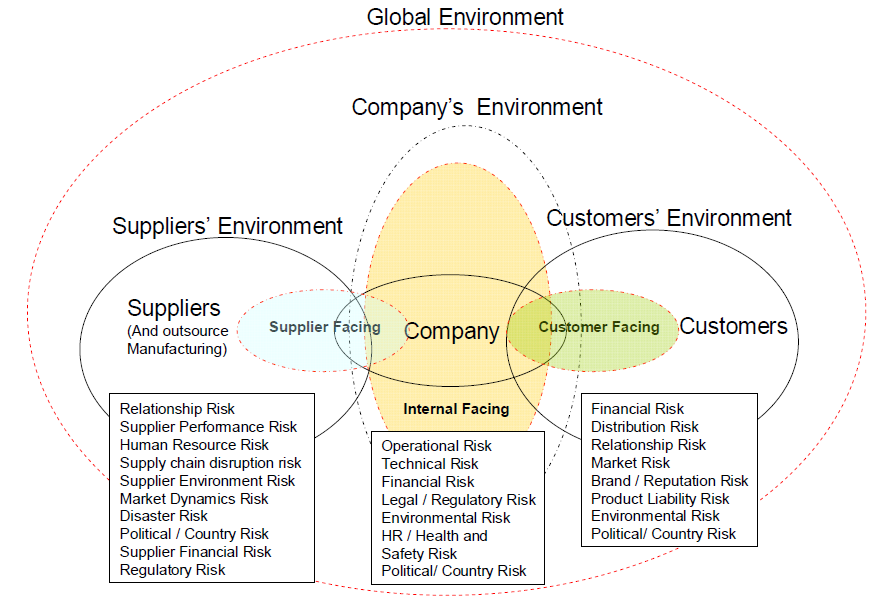 Global Environment
Company's  Environment
Suppliers' Environment
Customers' Environment
Suppliers
(And outsource
Manufacturing)
Supplier Facing
Company
Customer Facing
Customers
Internal Facing
Relationship Risk
Supplier Perfomance Risk
Human Resource Risk
Supply chain disruption risk
Supplier Environment Risk
Market Dynamics Risk
Disaster Risk
Political / Country Risk
Supplier Financial Risk
Regulatory Risk
Operational Risk
Technical Risk
Financial Risk
Legal / Regulatory Risk
Environmental Risk
HR / Health and
Safety Risk
Political/ Country Risk
Financial Risk
Distribution Risk
Relationship Risk
Market Risk
Brand / Reputation Risk
Product Liability Risk
Environmental Risk
Political/ Country Risk